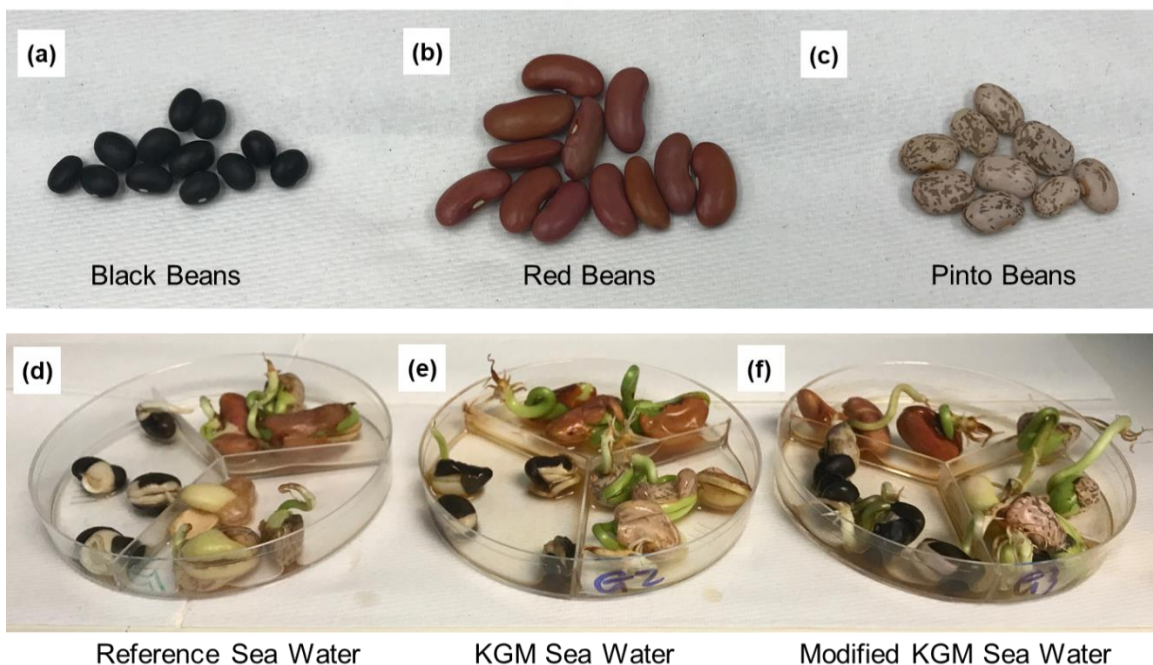 (a)
(b)
(c)
Black Beans
Red Beans
Pinto Beans
(d)
(e)
(f)
G2
G3
Reference Sea Water
KGM Sea Water
Modified KGM Sea Water